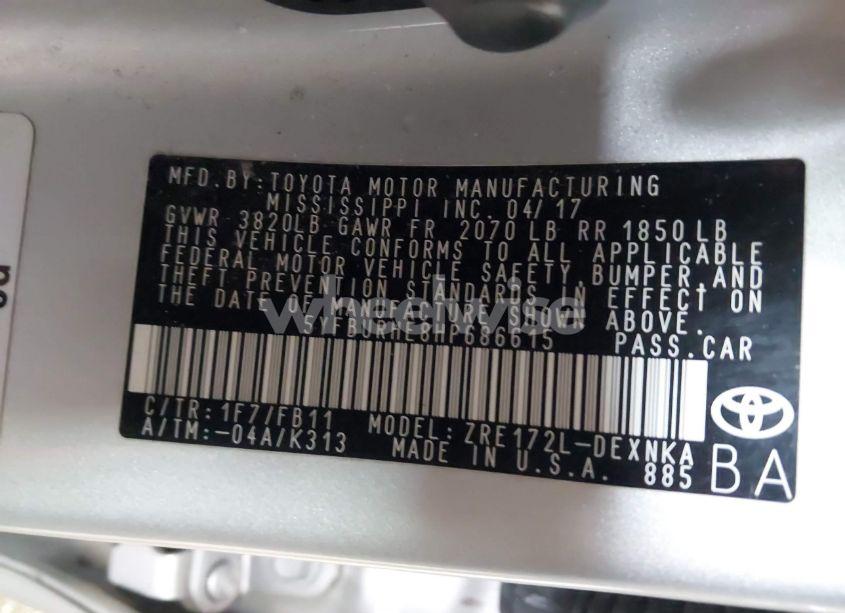 MFD.BY:TOYOTA MOTOR MANUFACTURING
MISSISSIPPI INC. 04/17
GVWR 3820LB GAWR FR 2070 LB RR 1850LB
THIS VEHICLE CONFORMS TO ALL APPLICABLE
FEDERAL MOTOR VEHICLE SAFETY,BUMPER,AND
THEFT PREVENTION STANDARDS IN EFFECT ON
THE DATE OF MANUFACTURE SHOWN ABOVE.
wheelwise
5YFBURHE8HP686615 PASS.CAR
C/TR:1F7/FB11 MODEL:ZRE172L-DEXNKA
A/TM:-04A/K313 MADE IN U.S.A. 885
BA